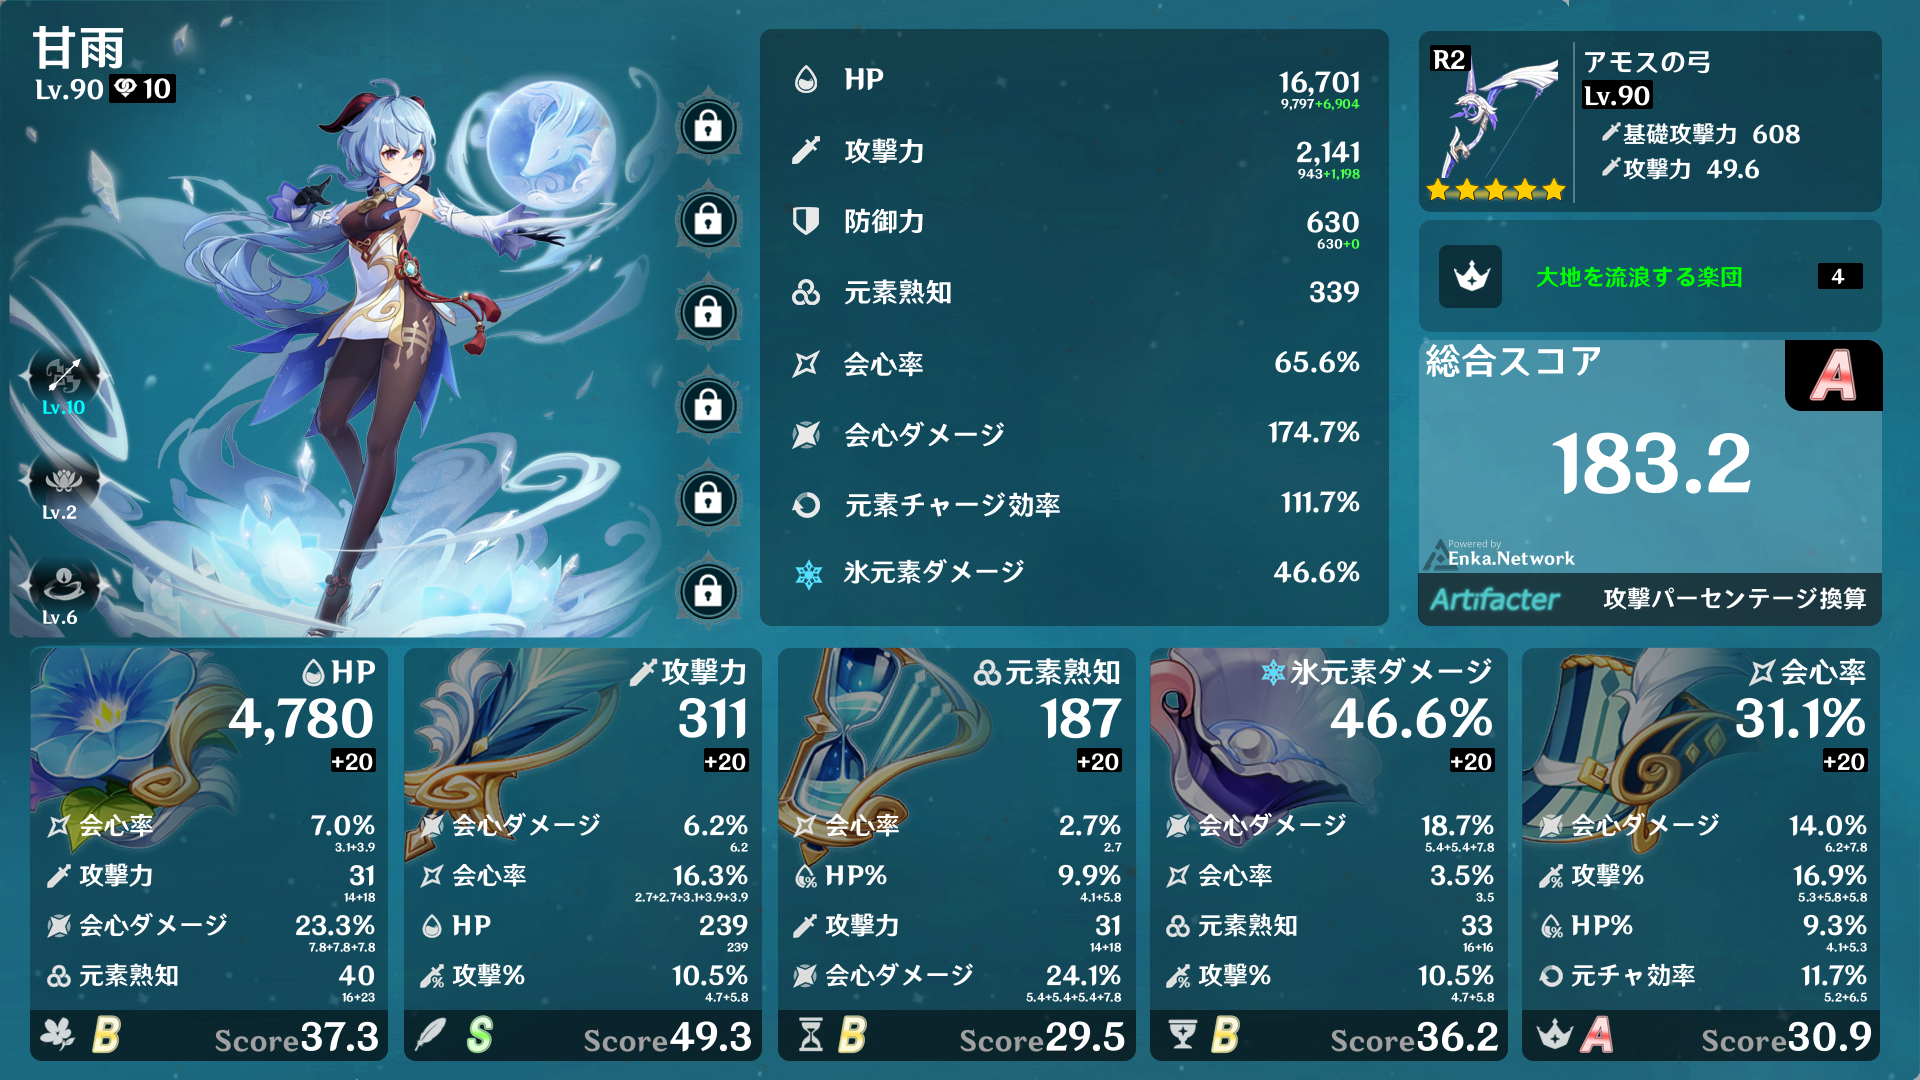 甘雨
Lv.90 10
Lv.10
Lv.2
Lv.6
HP 16,701
9,797+6,904
攻撃力 2,141
943+1,198
防御力 630
630+0
元素熟知 339
会心率 65.6%
会心ダメージ 174.7%
元素チャージ効率 111.7%
氷元素ダメージ 46.6%
R2
アモスの弓
Lv.90
基礎攻撃力 608
攻撃力 49.6
大地を流浪する楽団 4
総合スコア
A
183.2
Powered by
Enka.Network
Artifacter 攻撃パーセンテージ換算
HP
4,780
+20
会心率 7.0%
3.1+3.9
攻撃力 31
14+18
会心ダメージ 23.3%
7.8+7.8+7.8
元素熟知 40
16+23
B Score37.3
攻撃力
311
+20
会心ダメージ 6.2%
6.2
会心率 16.3%
2.7+2.7+3.1+3.9+3.9
HP 239
239
攻撃% 10.5%
4.7+5.8
S Score49.3
元素熟知
187
+20
会心率 2.7%
2.7
HP% 9.9%
4.1+5.8
攻撃力 31
14+18
会心ダメージ 24.1%
5.4+5.4+5.4+7.8
B Score29.5
氷元素ダメージ
46.6%
+20
会心ダメージ 18.7%
5.4+5.4+7.8
会心率 3.5%
3.5
元素熟知 33
16+16
攻撃% 10.5%
4.7+5.8
B Score36.2
会心率
31.1%
+20
会心ダメージ 14.0%
6.2+7.8
攻撃% 16.9%
5.3+5.8+5.8
HP% 9.3%
4.1+5.3
元チャ効率 11.7%
5.2+6.5
A Score30.9